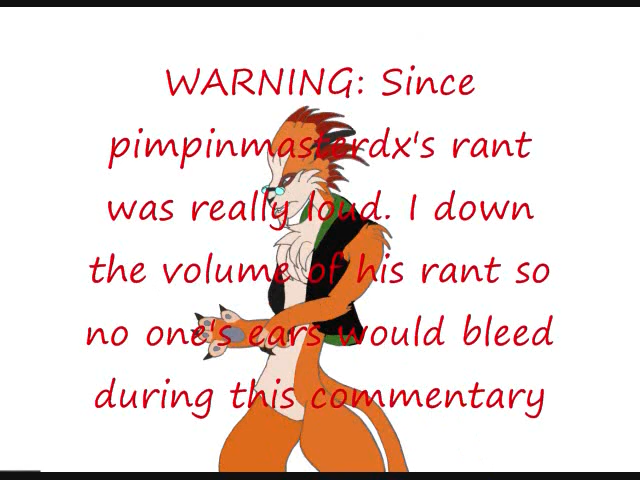 WARNING: Since
pimpinmasterdx's rant
was really loud. I down
the volume of his rant so
no one's ears would bleed
during this commentary